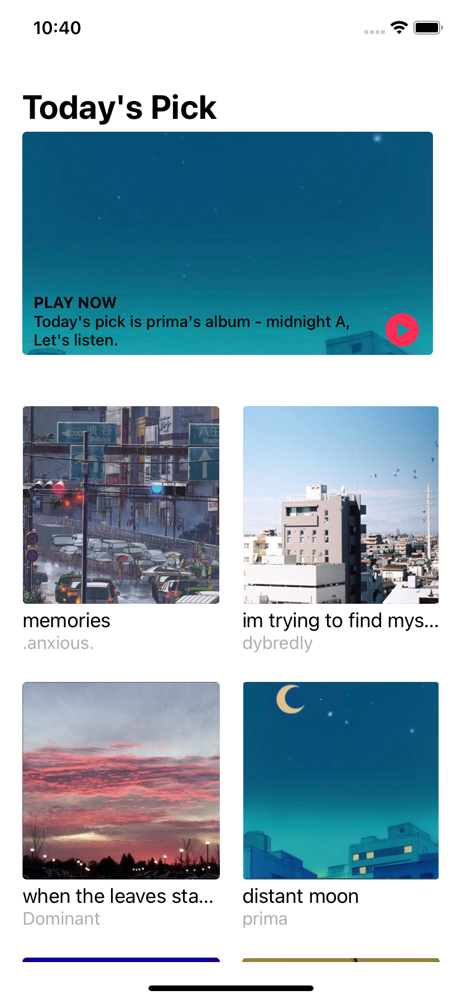 10:40
Today's Pick
PLAY NOW
Today's pick is prima's album - midnight A,
Let's listen.
305
渋谷
Shibuya
八王
Hach
memories
.anxious.
im trying to find mys...
dybredly
when the leaves sta...
Dominant
distant moon
prima